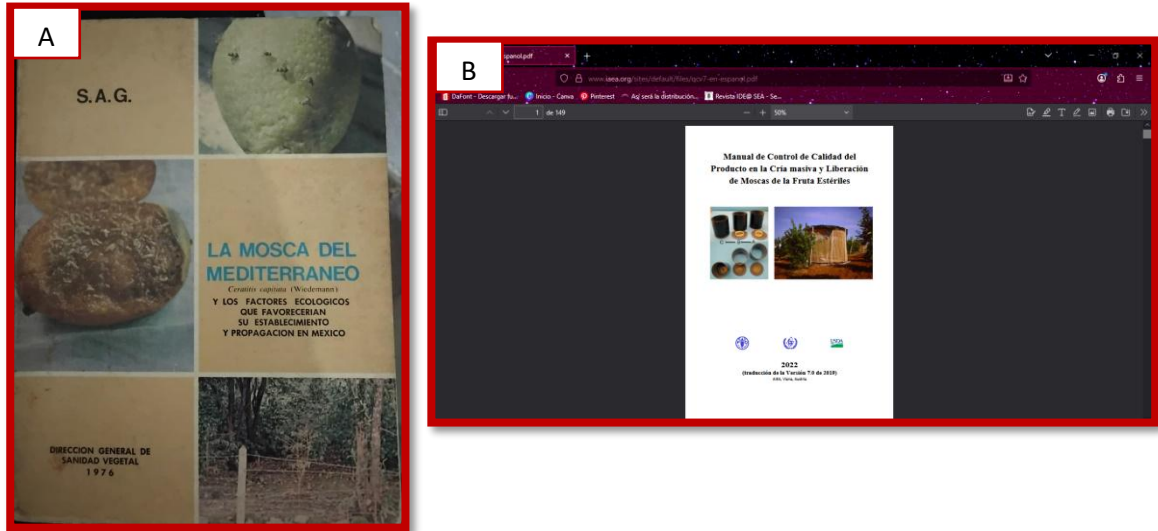 A
S.A.G.
LA MOSCA DEL
MEDITERRANEO
Ceratitis capitata (Wiedemann)
Y LOS FACTORES ECOLOGICOS
QUE FAVORECERIAN
SU ESTABLECIMIENTO
Y PROPAGACION EN MEXICO
DIRECCION GENERAL DE
SANIDAD VEGETAL
1976
B
espanol.pdf
www.iaea.org/sites/default/files/qcv7-en-espanol.pdf
DaFont - Descargar fu...
Inicio - Canva
Pinterest
Así será la distribución...
Revista IDE@ SEA - Se...
1 de 149
50%
Manual de Control de Calidad del
Producto en la Cría masiva y Liberación
de Moscas de la Fruta Estériles
2022
(traducción de la Versión 7.0 de 2019)